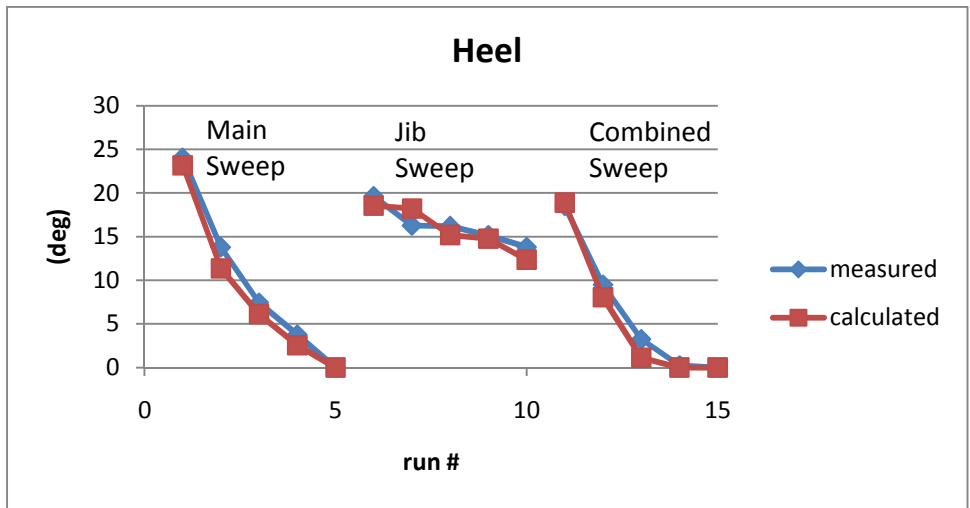 Heel
30
25
20
15
10
5
0
(deg)
Main
Sweep
Jib
Sweep
Combined
Sweep
measured
calculated
0 5 10 15
run #